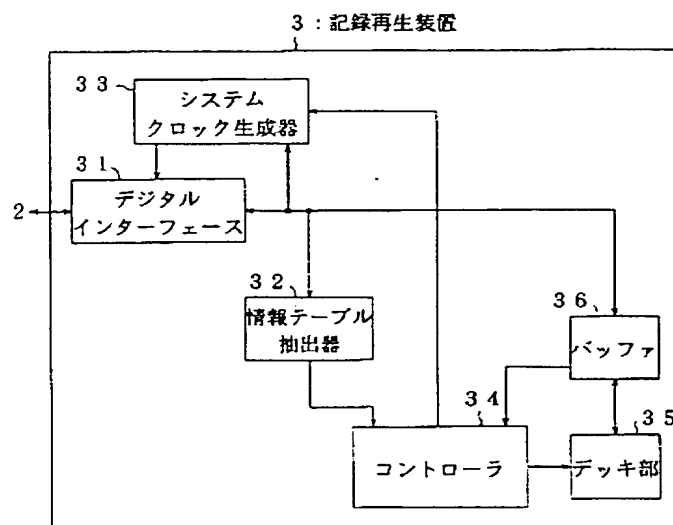 3：記録再生装置
33
システム
クロック生成器
31
デジタル
インターフェース
2
32
情報テーブル
抽出器
36
バッファ
34
コントローラ
35
デッキ部